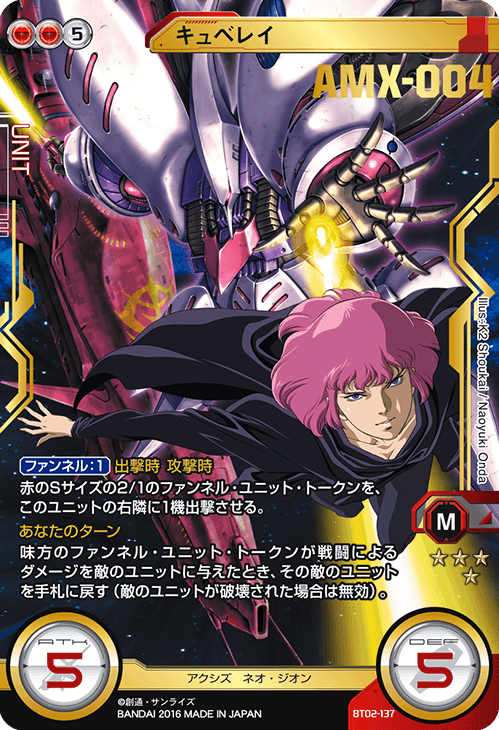 5
キュベレイ
AMX-004
UNIT
Illus:K2 Shoukai / Naoyuki Onda
ファンネル:1 出撃時 攻撃時
赤のSサイズの2/1のファンネル・ユニット・トークンを、
このユニットの右隣に1機出撃させる。
あなたのターン
味方のファンネル・ユニット・トークンが戦闘による
ダメージを敵のユニットに与えたとき、その敵のユニット
を手札に戻す(敵のユニットが破壊された場合は無効)。
M
ATK
5
DEF
5
アクシズ ネオ・ジオン
©創通・サンライズ
BANDAI 2016 MADE IN JAPAN
BT02-137